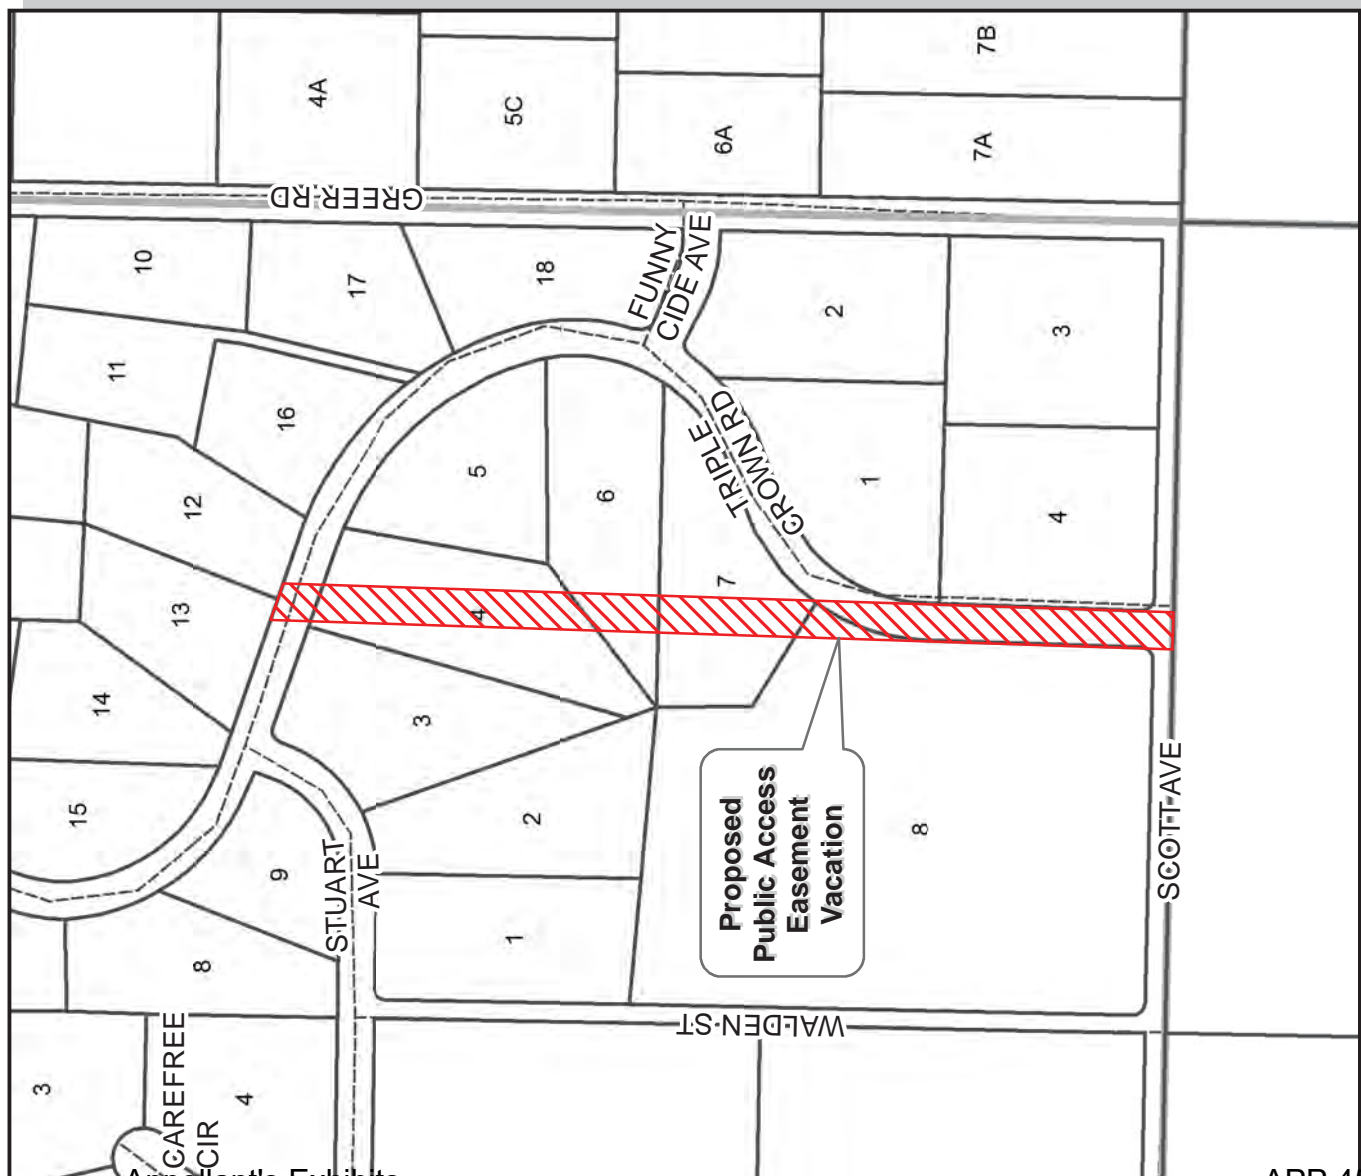 4A
5C
6A
7B
7A
GREER RD
10
17
18
FUNNY
CIDE AVE
2
3
11
16
5
6
TRIPLE
CROWN RD
1
4
12
13
4
7
14
3
15
2
9
STUART
AVE
8
1
Proposed
Public Access
Easement
Vacation
8
SCOTT AVE
WALDEN ST
3
CAREFREE
CIR
4